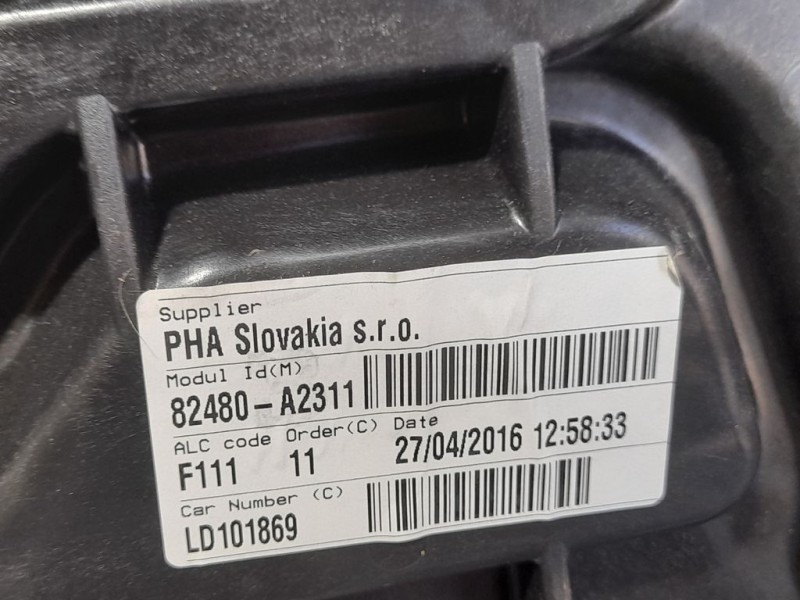 Supplier
PHA Slovakia s.r.o.
Modul Id(M)
82480-A2311
ALC code Order(C) Date
F111 11 27/04/2016 12:58:33
Car Number (C)
LD101869